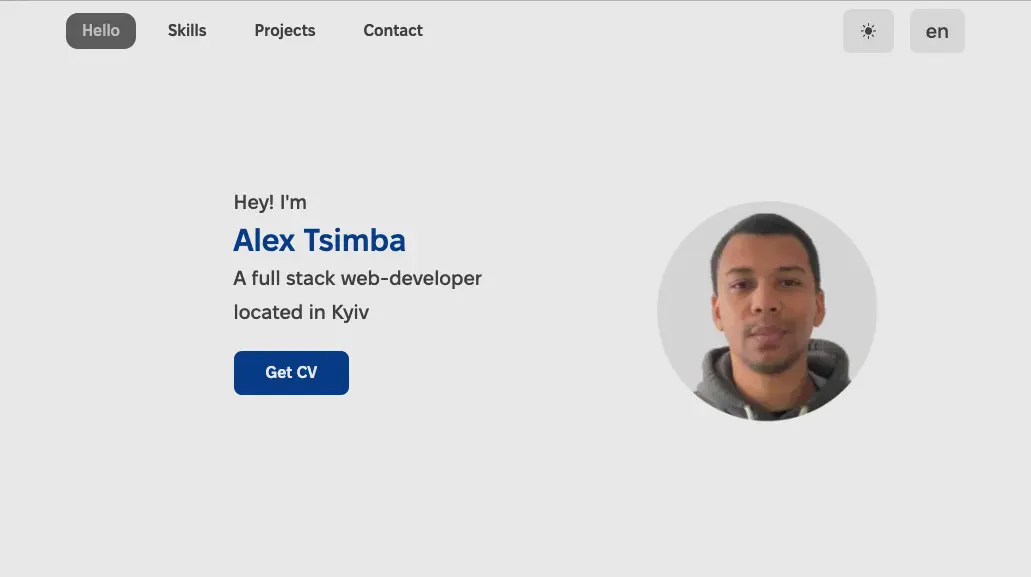 Hello Skills Projects Contact en
Hey! I'm
Alex Tsimba
A full stack web-developer
located in Kyiv
Get CV